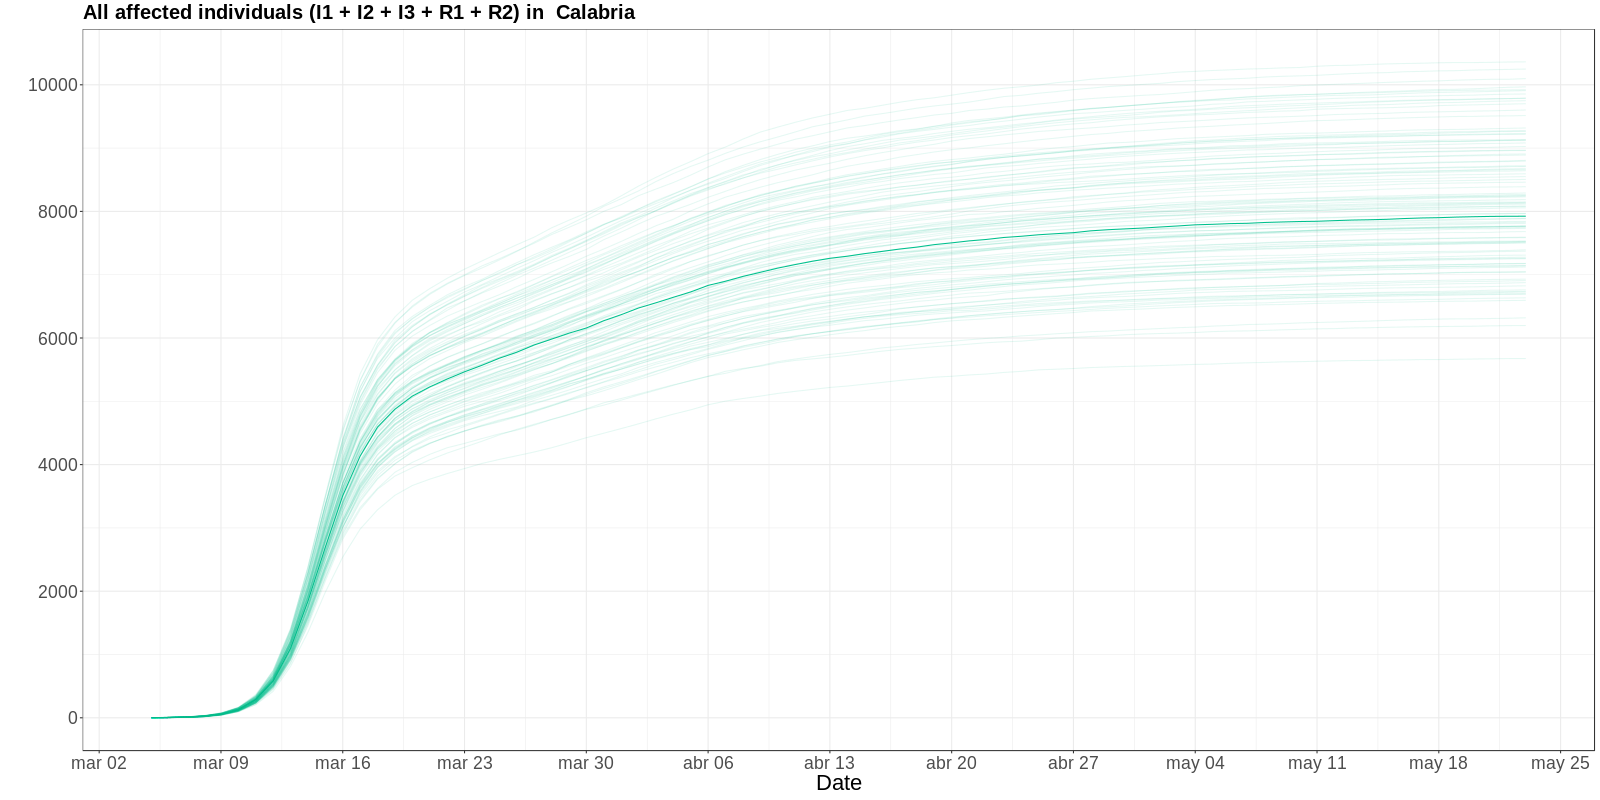 All affected individuals (I1 + I2 + I3 + R1 + R2) in  Calabria
10000
8000
6000
4000
2000
0
mar 02 mar 09 mar 16 mar 23 mar 30 abr 06 abr 13 abr 20 abr 27 may 04 may 11 may 18 may 25
Date